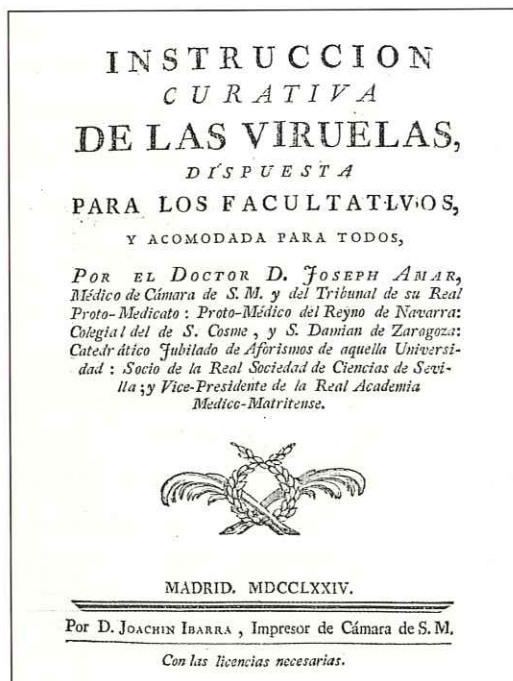 INSTRUCCION
CURATIVA
DE LAS VIRUELAS,
DISPUESTA
PARA LOS FACULTATIVOS,
Y ACOMODADA PARA TODOS,
POR EL DOCTOR D. JOSEPH AMAR,
Médico de Cámara de S. M. y del Tribunal de su Real
Proto-Medicato : Proto-Médico del Reyno de Navarra:
Colegial del de S. Cosme , y S. Damian de Zaragoza:
Catedrático Jubilado de Aforismos de aquella Universi-
dad : Socio de la Real Sociedad de Ciencias de Sevi-
lla ; y Vice-Presidente de la Real Academia
Medico-Matritense.
MADRID. MDCCLXXIV.
Por D. JOACHIN IBARRA , Impresor de Cámara de S. M.
Con las licencias necesarias.